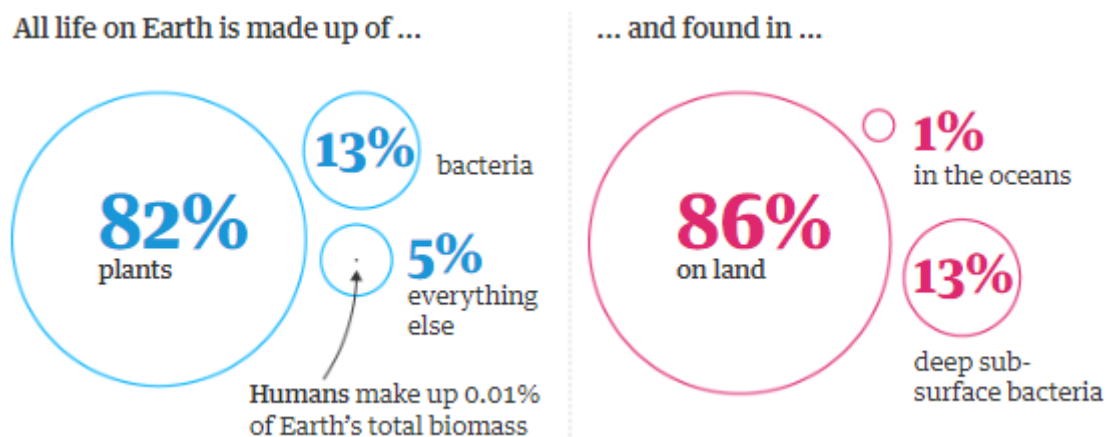 All life on Earth is made up of ...
82%
plants
13%
bacteria
5%
everything
else
Humans make up 0.01%
of Earth's total biomass
... and found in ...
86%
on land
1%
in the oceans
13%
deep sub-
surface bacteria